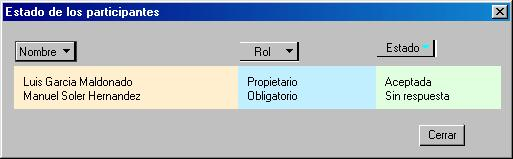 Estado de los participantes
Nombre Rol Estado
Luis Garcia Maldonado Propietario Aceptada
Manuel Soler Hernandez Obligatorio Sin respuesta
Cerrar